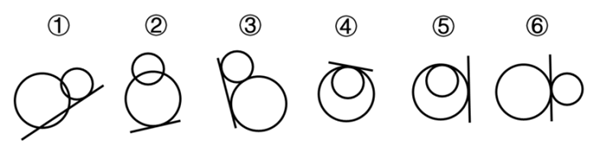 ① ② ③ ④ ⑤ ⑥